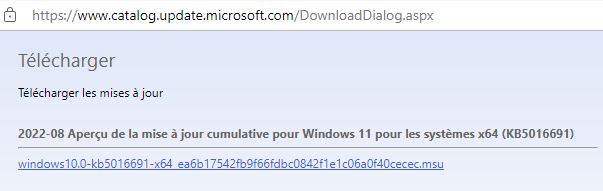 https://www.catalog.update.microsoft.com/DownloadDialog.aspx
Télécharger
Télécharger les mises à jour
2022-08 Aperçu de la mise à jour cumulative pour Windows 11 pour les systèmes x64 (KB5016691)
windows10.0-kb5016691-x64_ea6b17542fb9f66fdbc0842f1e1c06a0f40cecec.msu